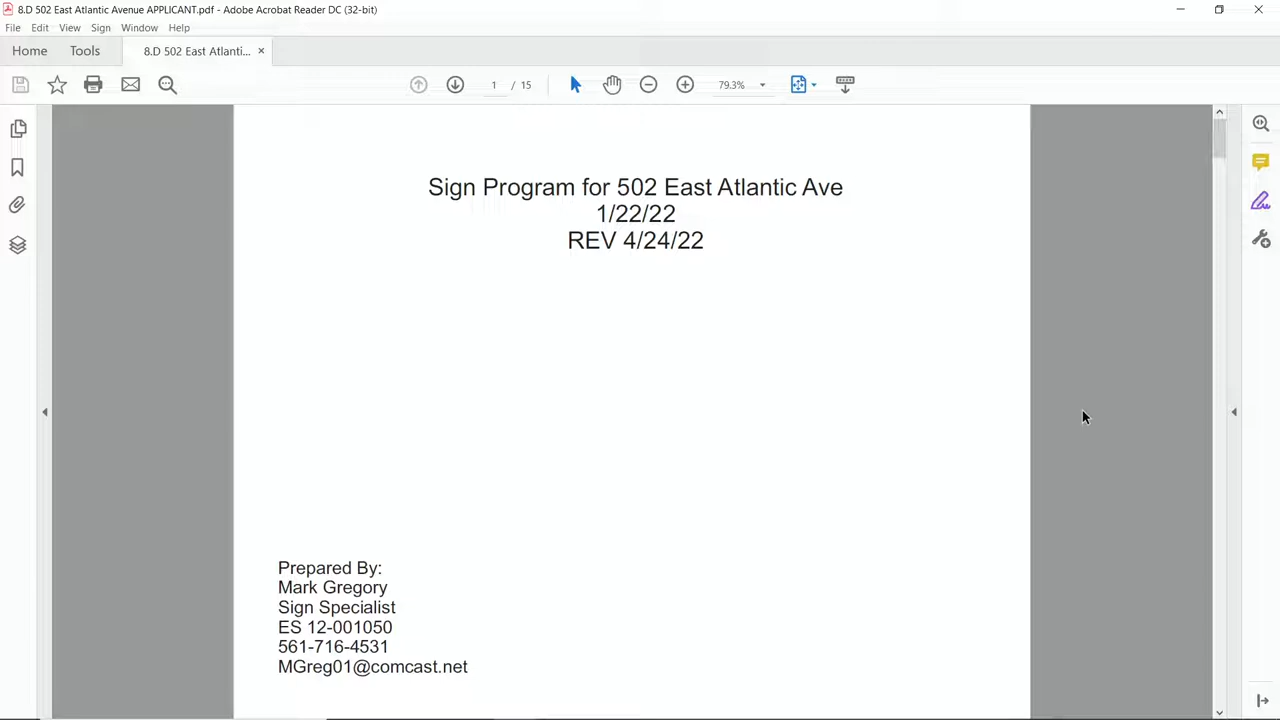 8.D 502 East Atlantic Avenue APPLICANT.pdf - Adobe Acrobat Reader DC (32-bit)
File Edit View Sign Window Help
Home Tools 8.D 502 East Atlanti... ×
1 / 15 79.3%
Sign Program for 502 East Atlantic Ave
1/22/22
REV 4/24/22
Prepared By:
Mark Gregory
Sign Specialist
ES 12-001050
561-716-4531
MGreg01@comcast.net